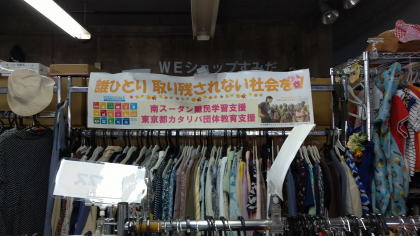 WEショップすみだ
誰ひとり取り残されない社会を
南スーダン難民学習支援
東京都カタリバ団体教育支援